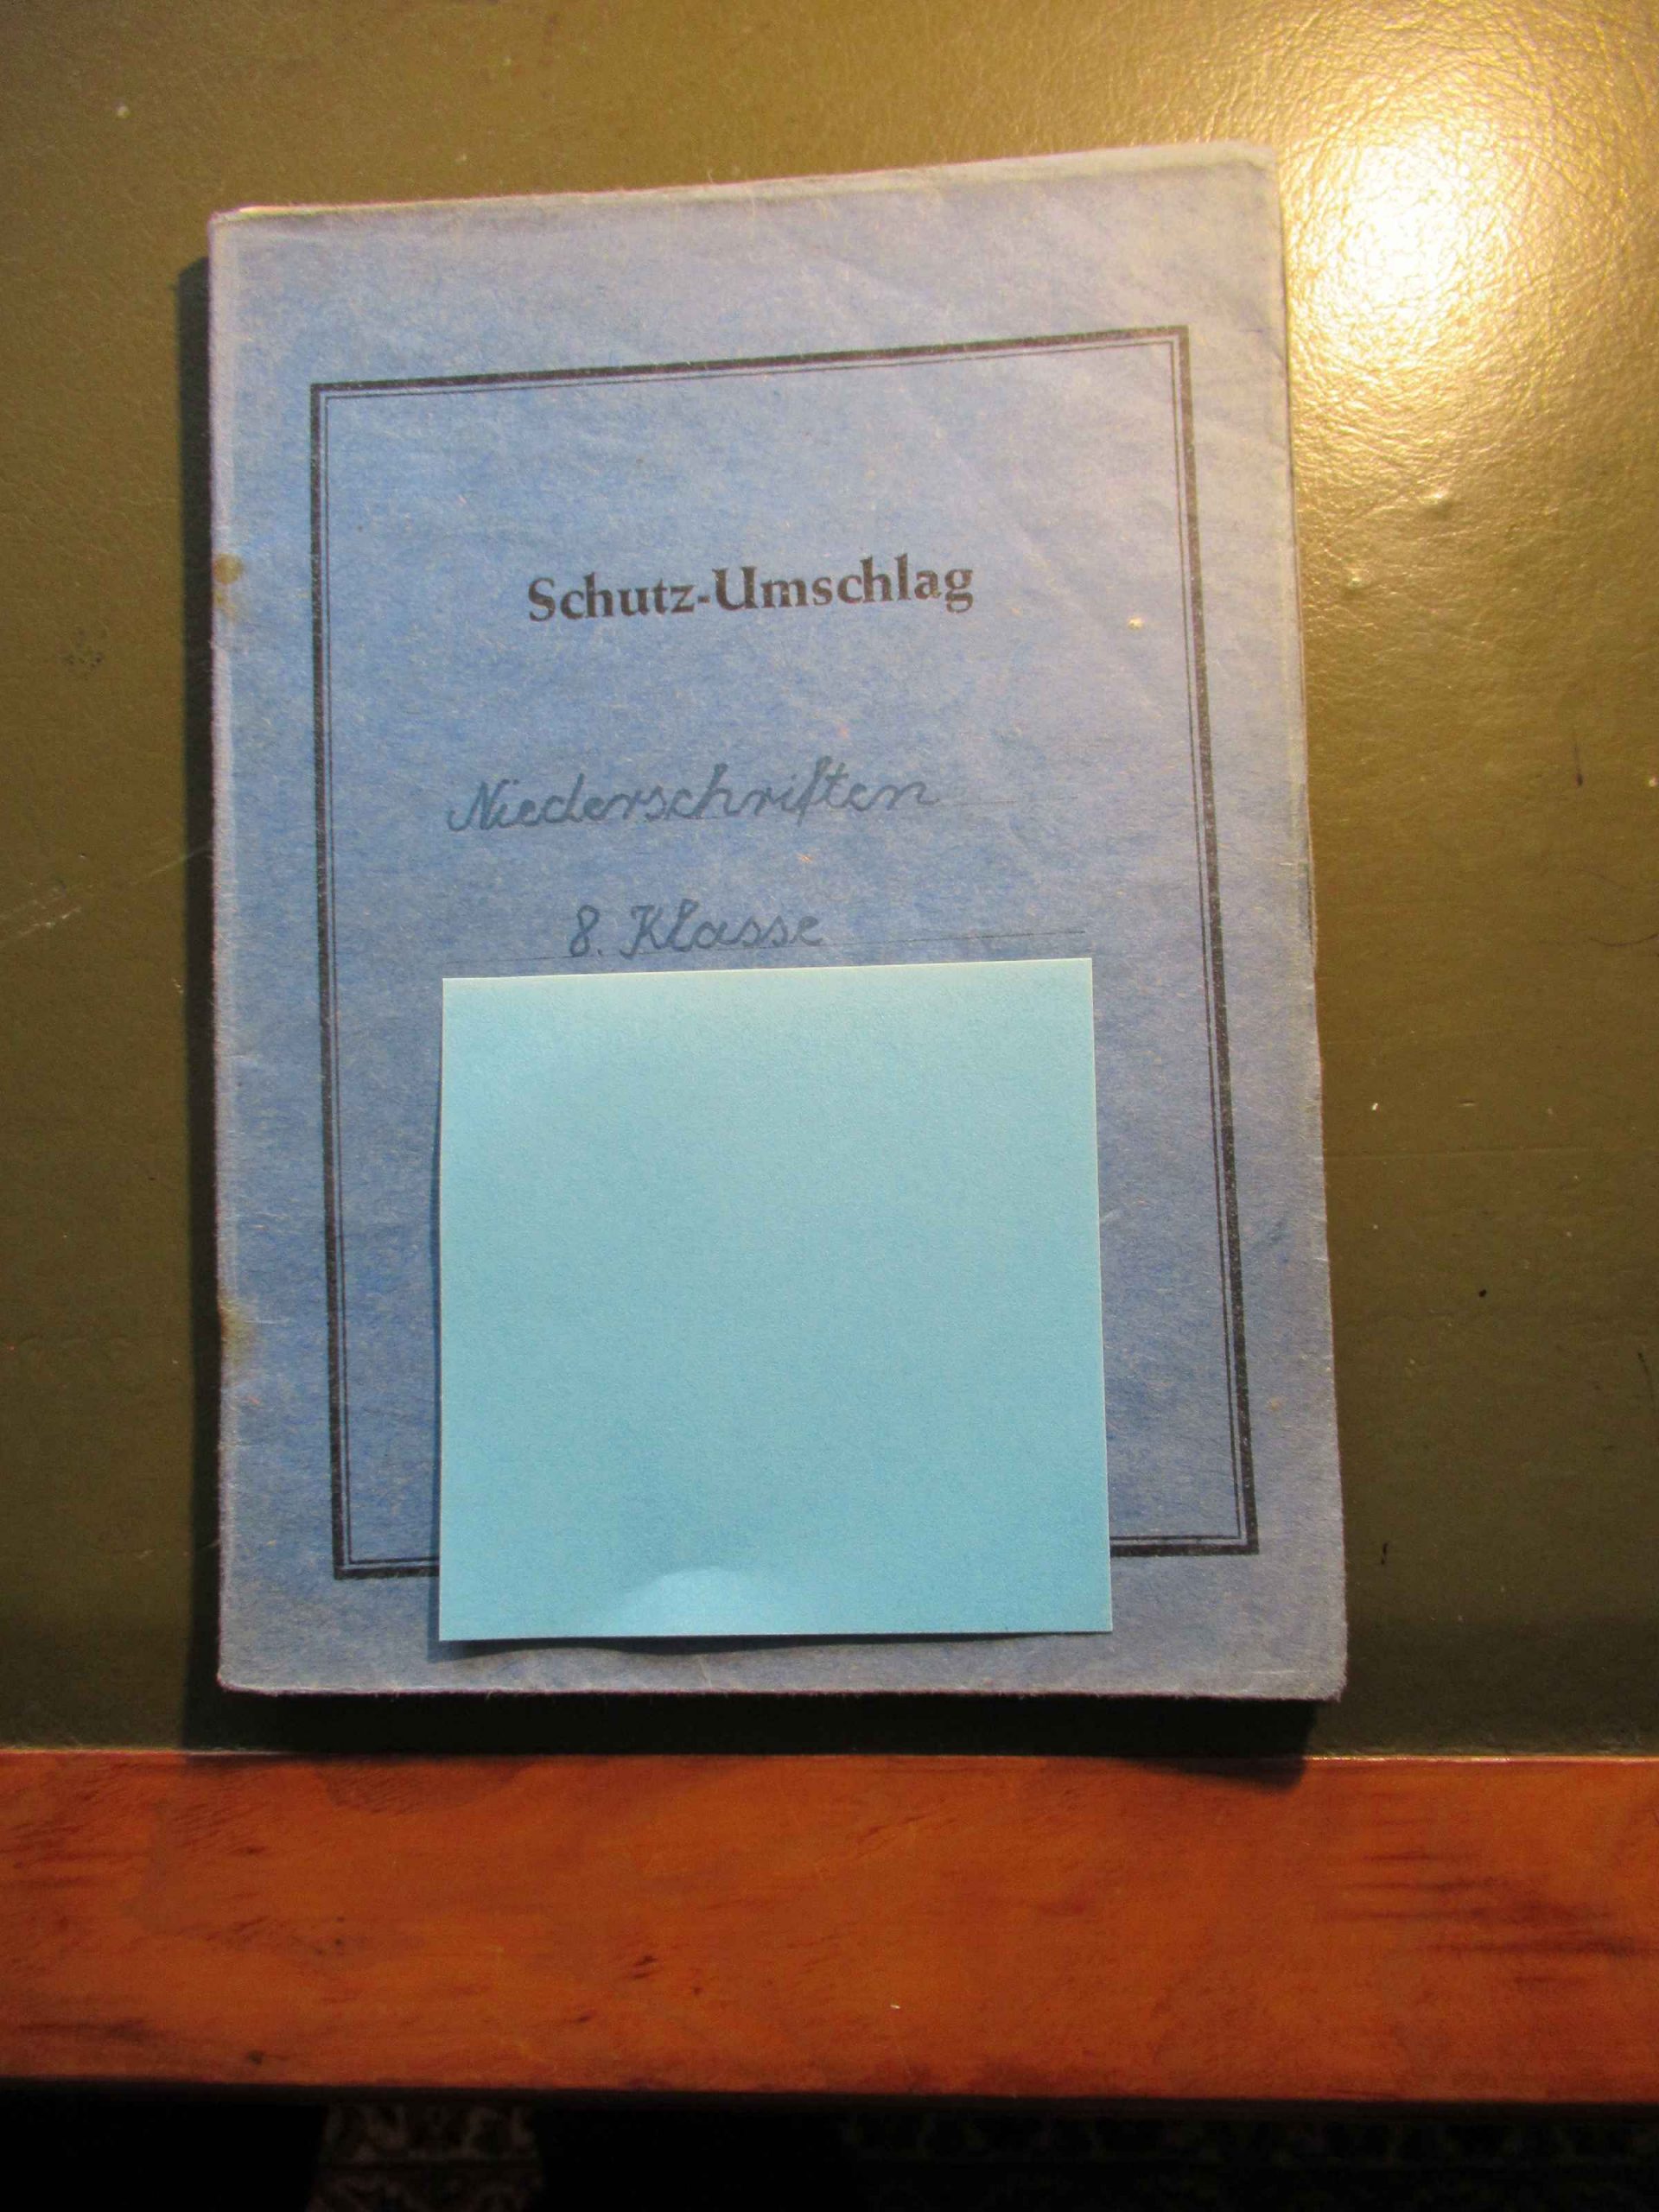 Schutz-Umschlag
Niederschriften
8. Klasse